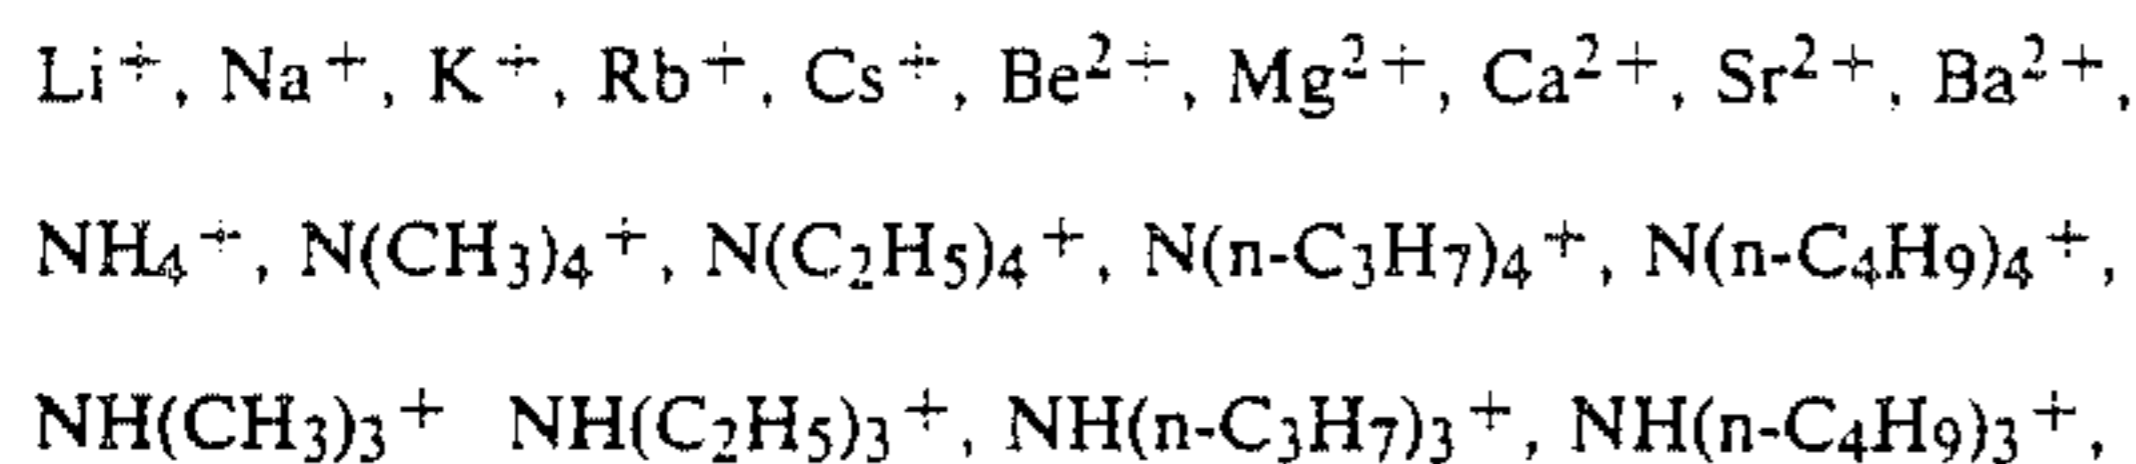 Li⁺, Na⁺, K⁺, Rb⁺, Cs⁺, Be²⁺, Mg²⁺, Ca²⁺, Sr²⁺, Ba²⁺,
NH₄⁺, N(CH₃)₄⁺, N(C₂H₅)₄⁺, N(n-C₃H₇)₄⁺, N(n-C₄H₉)₄⁺,
NH(CH₃)₃⁺ NH(C₂H₅)₃⁺, NH(n-C₃H₇)₃⁺, NH(n-C₄H₉)₃⁺,